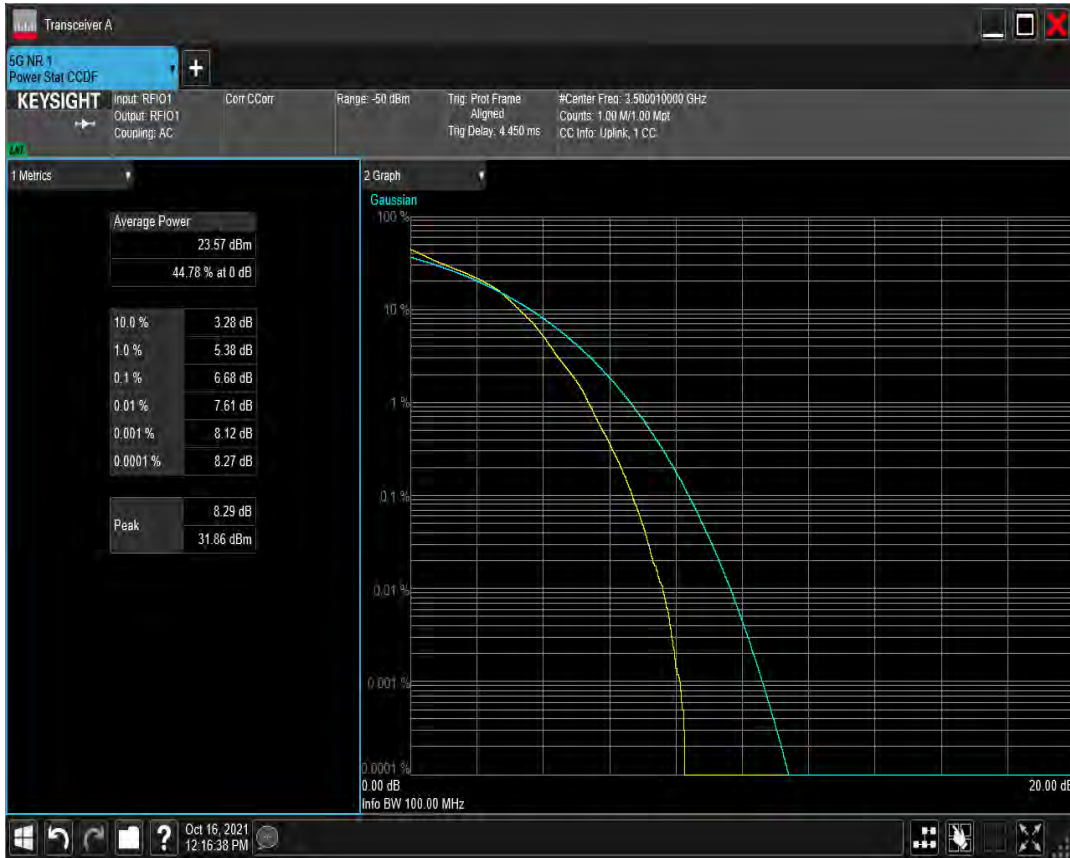 Transceiver A
5G NR 1
Power Stat CCDF
+
KEYSIGHT
Input: RFIO1
Output: RFIO1
Coupling: AC
Corr CCorr
Range: -50 dBm
Trig: Prot Frame
Aligned
Trig Delay: 4.450 ms
#Center Freq: 3.500010000 GHz
Counts: 1.00 M/1.00 Mpt
CC Info: Uplink, 1 CC
1 Metrics
Average Power
23.57 dBm
44.78 % at 0 dB
10.0 % 3.28 dB
1.0 % 5.38 dB
0.1 % 6.68 dB
0.01 % 7.61 dB
0.001 % 8.12 dB
0.0001 % 8.27 dB
Peak
8.29 dB
31.86 dBm
2 Graph
Gaussian
100 %
10 %
1 %
0.1 %
0.01 %
0.001 %
0.0001 %
0.00 dB
20.00 dB
Info BW 100.00 MHz
?
Oct 16, 2021
12:16:38 PM